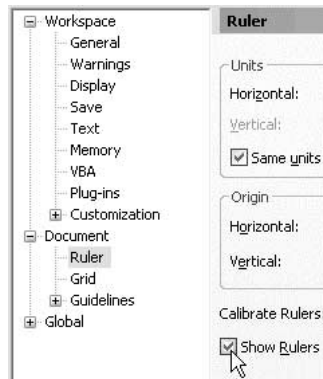 Workspace
General
Warnings
Display
Save
Text
Memory
VBA
Plug-ins
Customization
Document
Ruler
Grid
Guidelines
Global
Ruler
Units
Horizontal:
Vertical:
Same units
Origin
Horizontal:
Vertical:
Calibrate Rulers
Show Rulers